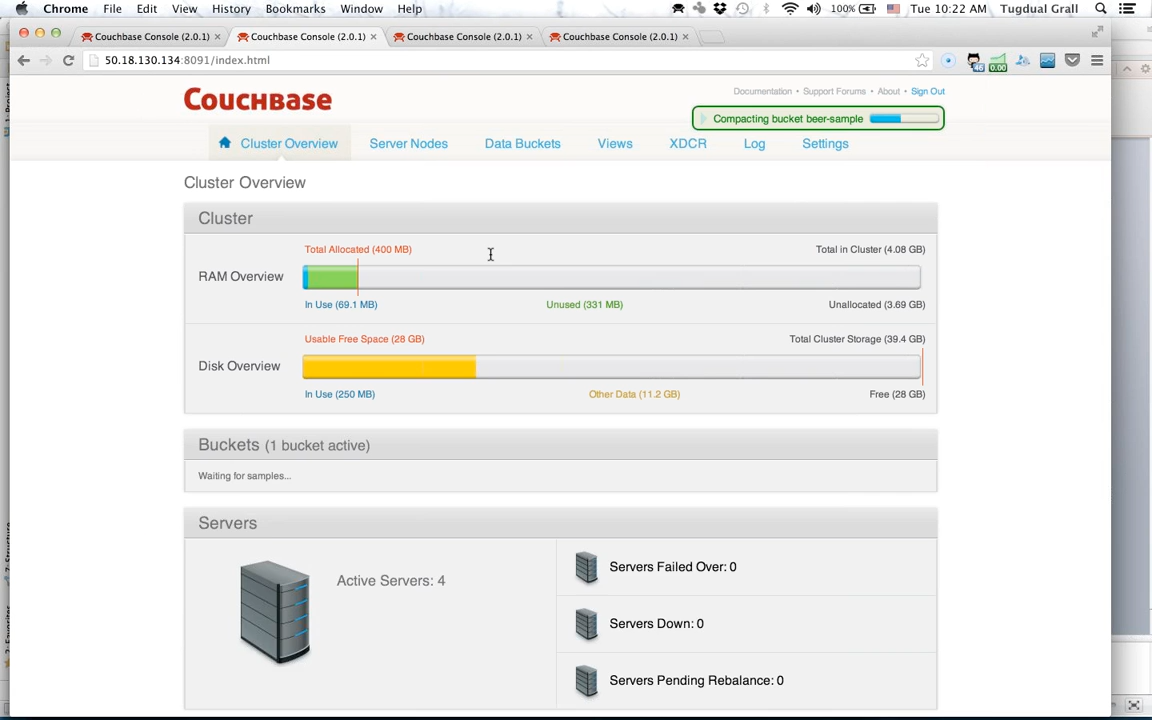 Chrome File Edit View History Bookmarks Window Help 100% Tue 10:22 AM Tugdual Grall
Couchbase Console (2.0.1) Couchbase Console (2.0.1) Couchbase Console (2.0.1) Couchbase Console (2.0.1)
50.18.130.134:8091/index.html 0.00
Documentation • Support Forums • About • Sign Out
COUCHBASE
Compacting bucket beer-sample
Cluster Overview Server Nodes Data Buckets Views XDCR Log Settings
Cluster Overview
Cluster
Total Allocated (400 MB) Total in Cluster (4.08 GB)
RAM Overview
In Use (69.1 MB) Unused (331 MB) Unallocated (3.69 GB)
Usable Free Space (28 GB) Total Cluster Storage (39.4 GB)
Disk Overview
In Use (250 MB) Other Data (11.2 GB) Free (28 GB)
Buckets (1 bucket active)
Waiting for samples...
Servers
Active Servers: 4
Servers Failed Over: 0
Servers Down: 0
Servers Pending Rebalance: 0